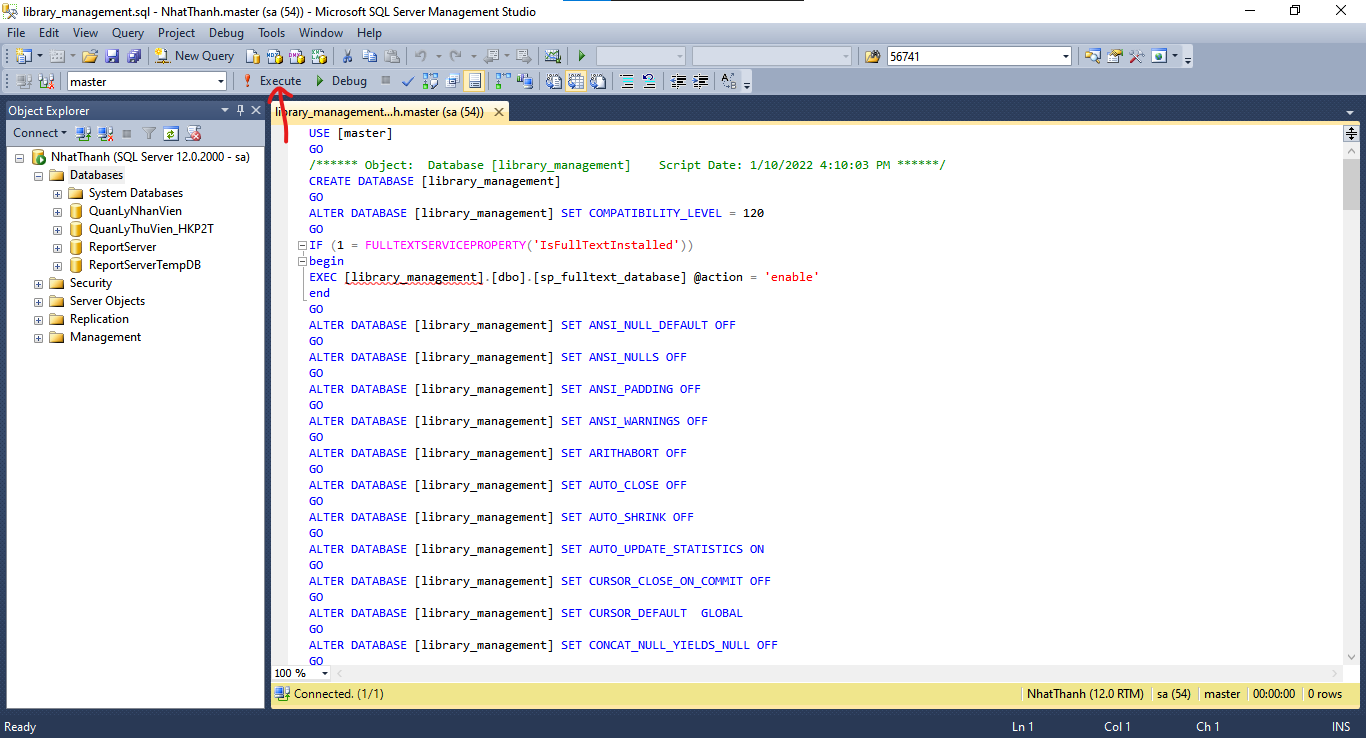 library_management.sql - NhatThanh.master (sa (54)) - Microsoft SQL Server Management Studio
File Edit View Query Project Debug Tools Window Help
New Query 56741
master Execute Debug
Object Explorer
Connect
NhatThanh (SQL Server 12.0.2000 - sa)
Databases
System Databases
QuanLyNhanVien
QuanLyThuVien_HKP2T
ReportServer
ReportServerTempDB
Security
Server Objects
Replication
Management
library_management...h.master (sa (54))
USE [master]
GO
/****** Object:  Database [library_management]    Script Date: 1/10/2022 4:10:03 PM ******/
CREATE DATABASE [library_management]
GO
ALTER DATABASE [library_management] SET COMPATIBILITY_LEVEL = 120
GO
IF (1 = FULLTEXTSERVICEPROPERTY('IsFullTextInstalled'))
begin
EXEC [library_management].[dbo].[sp_fulltext_database] @action = 'enable'
end
GO
ALTER DATABASE [library_management] SET ANSI_NULL_DEFAULT OFF
GO
ALTER DATABASE [library_management] SET ANSI_NULLS OFF
GO
ALTER DATABASE [library_management] SET ANSI_PADDING OFF
GO
ALTER DATABASE [library_management] SET ANSI_WARNINGS OFF
GO
ALTER DATABASE [library_management] SET ARITHABORT OFF
GO
ALTER DATABASE [library_management] SET AUTO_CLOSE OFF
GO
ALTER DATABASE [library_management] SET AUTO_SHRINK OFF
GO
ALTER DATABASE [library_management] SET AUTO_UPDATE_STATISTICS ON
GO
ALTER DATABASE [library_management] SET CURSOR_CLOSE_ON_COMMIT OFF
GO
ALTER DATABASE [library_management] SET CURSOR_DEFAULT  GLOBAL
GO
ALTER DATABASE [library_management] SET CONCAT_NULL_YIELDS_NULL OFF
GO
100 %
Connected. (1/1) NhatThanh (12.0 RTM) sa (54) master 00:00:00 0 rows
Ready Ln 1 Col 1 Ch 1 INS